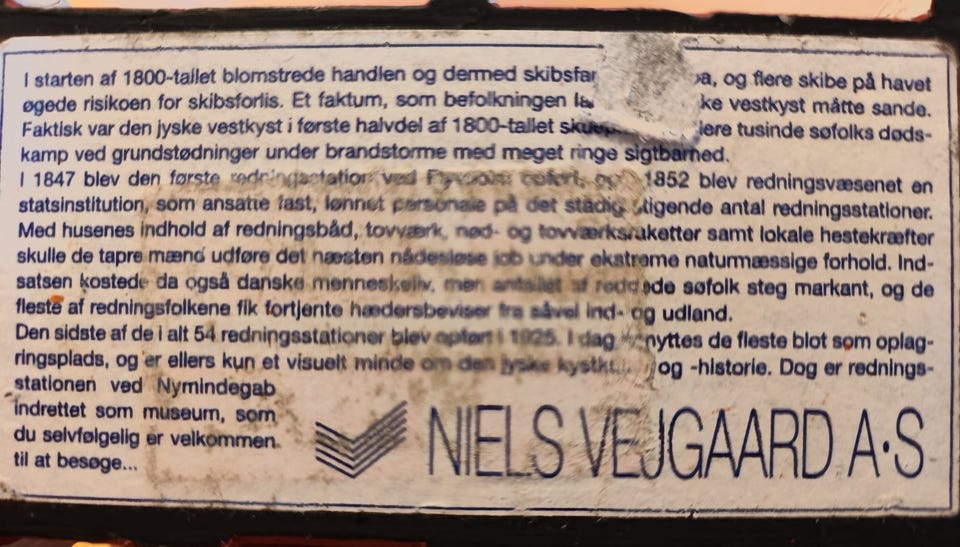 I starten af 1800-tallet blomstrede handlen og dermed skibsfar a, og flere skibe på havet
øgede risikoen for skibsforlis. Et faktum, som befolkningen la ke vestkyst måtte sande.
Faktisk var den jyske vestkyst i første halvdel af 1800-tallet lere tusinde søfolks døds-
kamp ved grundstødninger under brandstorme med meget ringe sigtbarhed.
I 1847 blev den første redningsstation ved opført, og 1852 blev redningsvæsenet en
statsinstitution, som ansatte fast, lønnet personale på det stadig stigende antal redningsstationer.
Med husenes indhold af redningsbåd, tovværk, nød- og tovværksraketter samt lokale hestekræfter
skulle de tapre mænd udføre det næsten nådesløse job under ekstreme naturmæssige forhold. Ind-
satsen kostede da også danske menneskeliv, men antallet af reddede søfolk steg markant, og de
fleste af redningsfolkene fik fortjente hædersbeviser fra såvel ind- og udland.
Den sidste af de i alt 54 redningsstationer blev opført i 1925. I dag nyttes de fleste blot som oplag-
ringsplads, og er ellers kun et visuelt minde om den jyske og -historie. Dog er rednings-
stationen ved Nymindegab
indrettet som museum, som
du selvfølgelig er velkommen
til at besøge...
NIELS VEJGAARD A·S